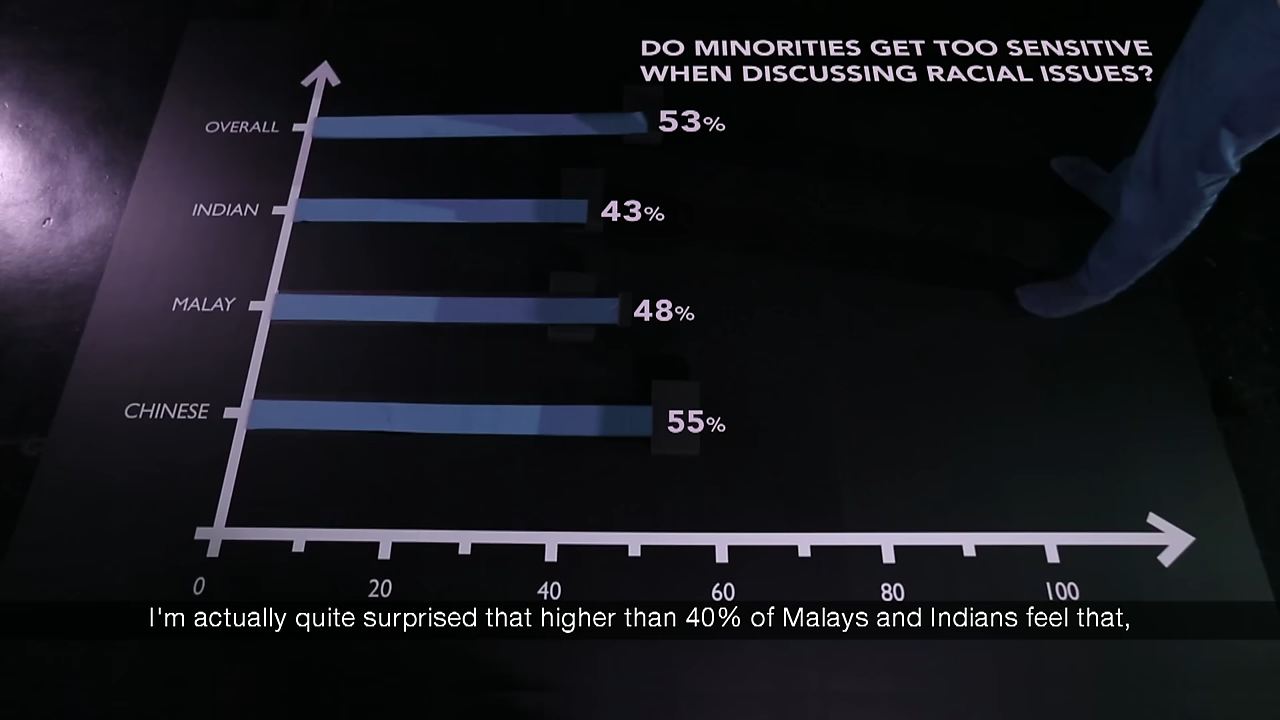 DO MINORITIES GET TOO SENSITIVE
WHEN DISCUSSING RACIAL ISSUES?
OVERALL 53%
INDIAN 43%
MALAY 48%
CHINESE 55%
0 20 40 60 80 100
I'm actually quite surprised that higher than 40% of Malays and Indians feel that,